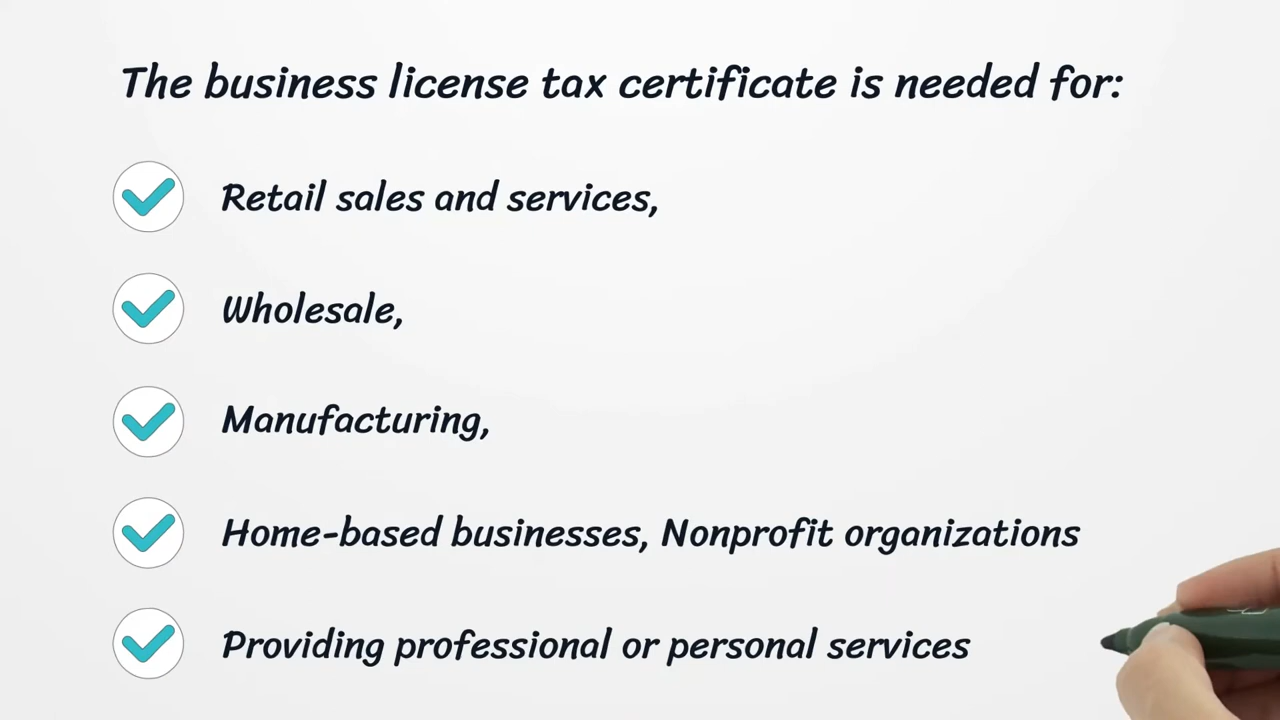 The business license tax certificate is needed for:
Retail sales and services,
Wholesale,
Manufacturing,
Home-based businesses, Nonprofit organizations
Providing professional or personal services